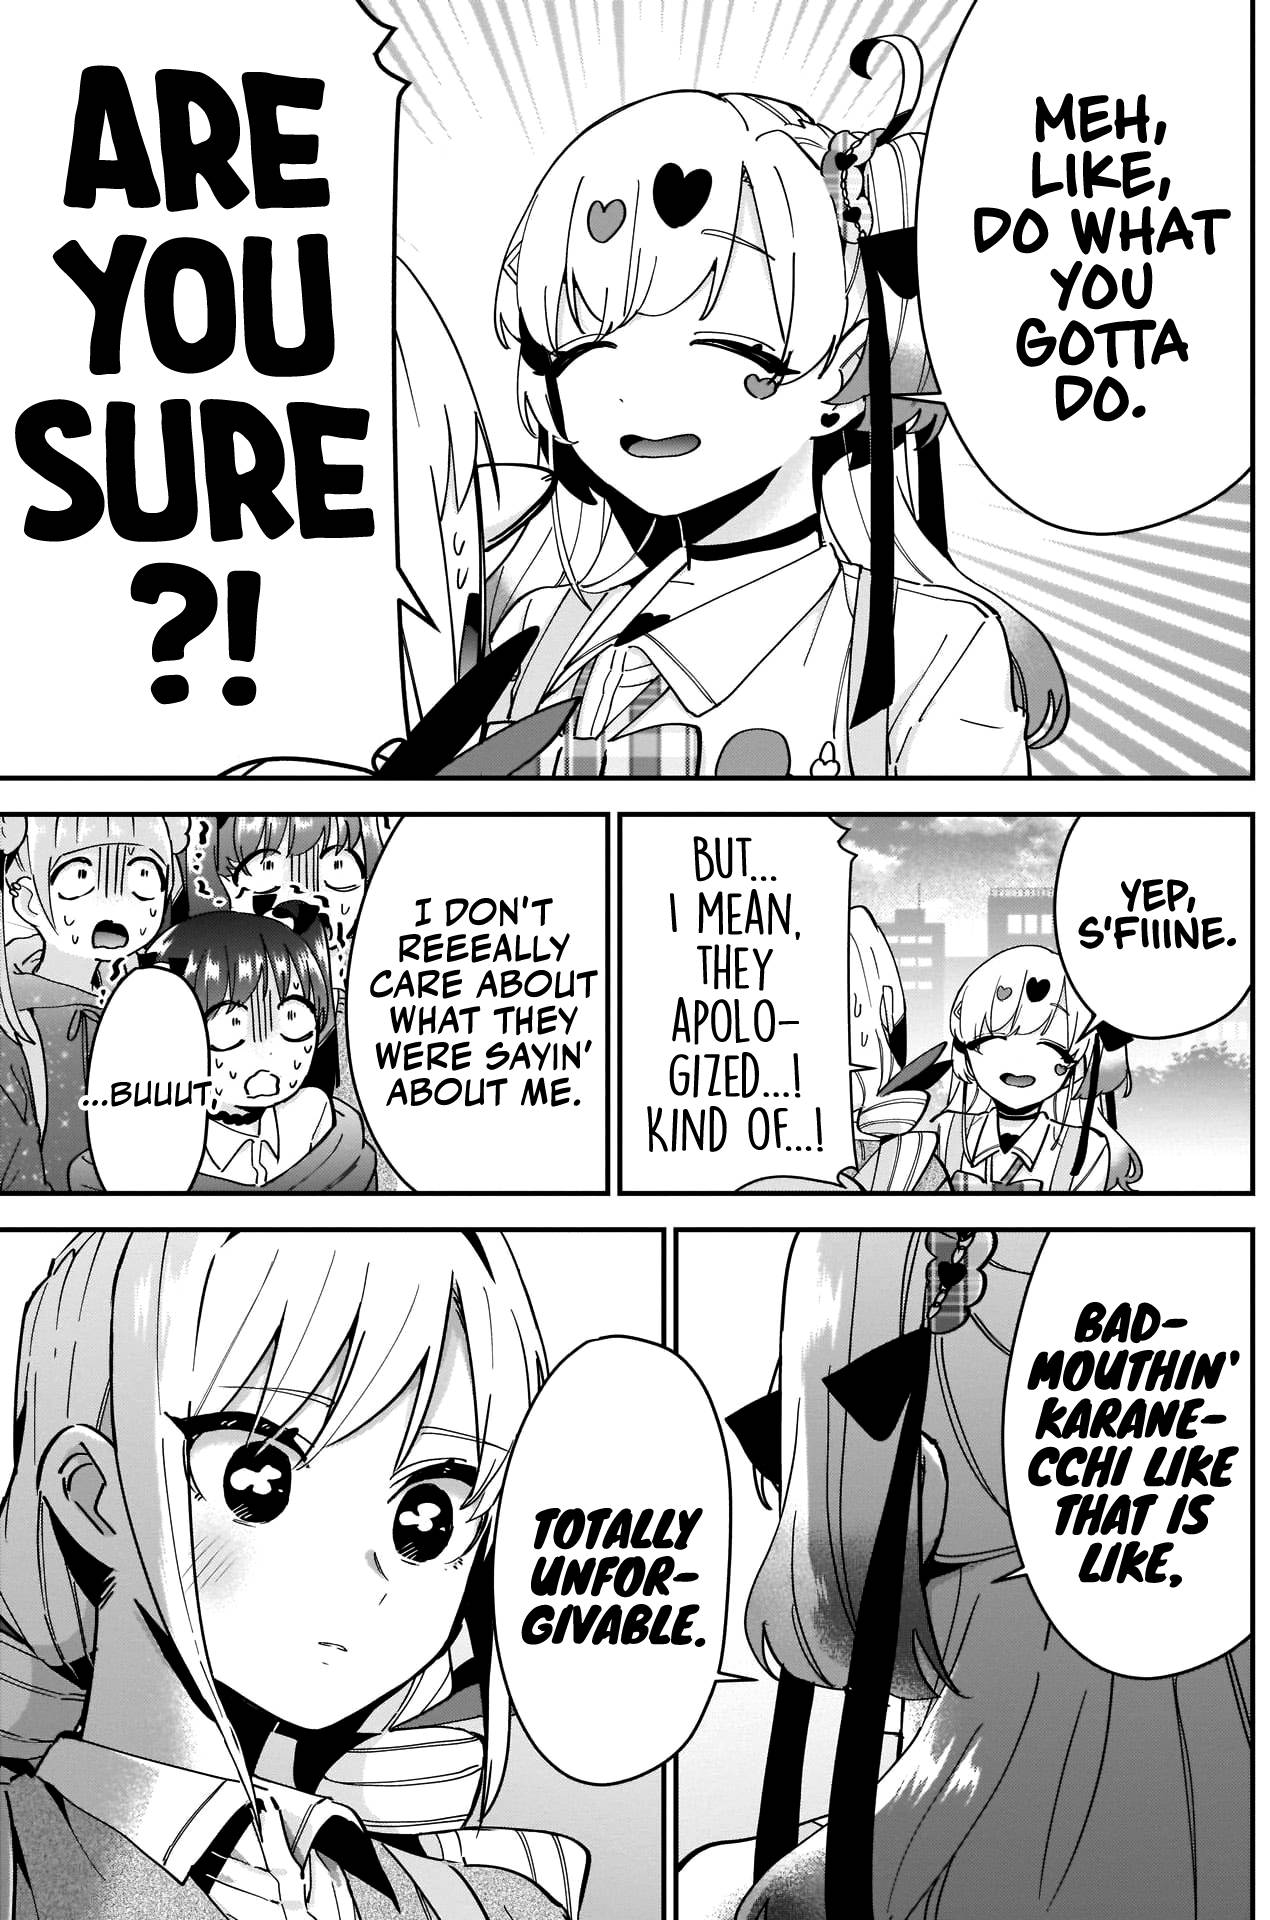 MEH,
LIKE,
DO WHAT
YOU
GOTTA
DO.
ARE
YOU
SURE
?!
YEP,
S'FIIINE.
BUT...
I MEAN,
THEY
APOLO-
GIZED...!
KIND OF...!
I DON'T
REEEALLY
CARE ABOUT
WHAT THEY
WERE SAYIN'
ABOUT ME.
...BUUUT,
BAD-
MOUTHIN'
KARANE-
CCHI LIKE
THAT IS
LIKE,
TOTALLY
UNFOR-
GIVABLE.